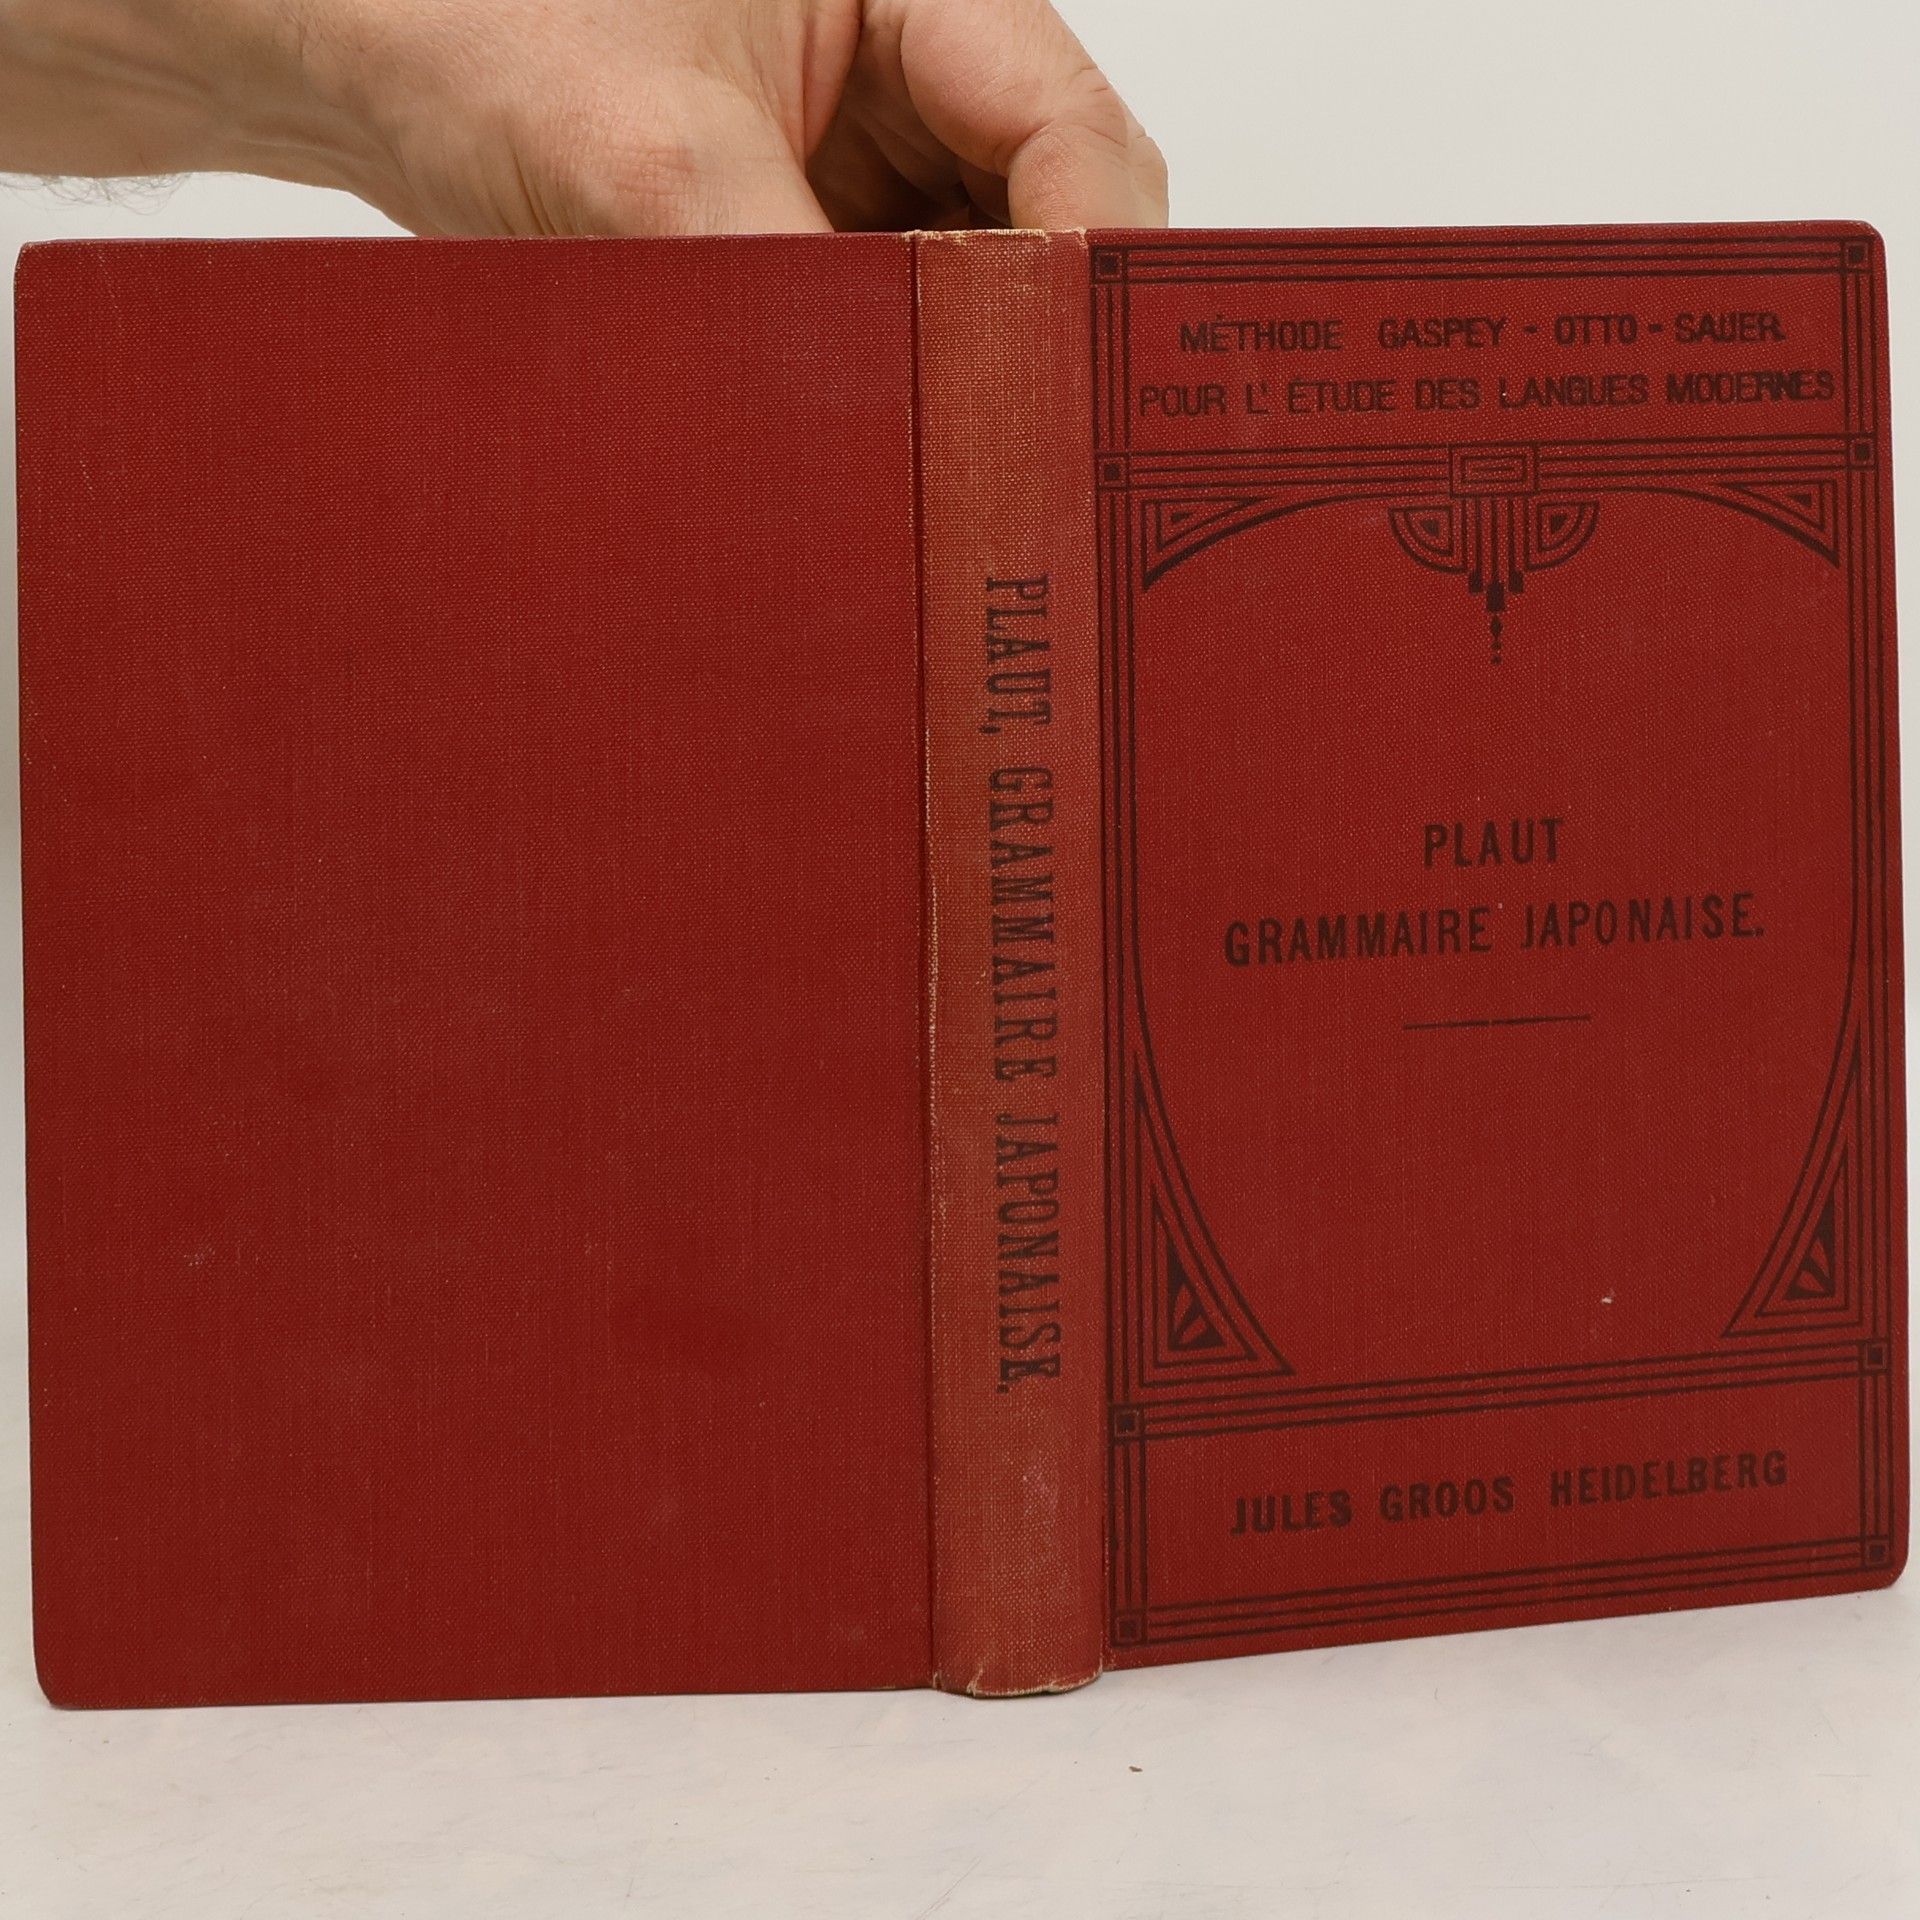 MÉTHODE GASPEY - OTTO - SAUER
POUR L' ÉTUDE DES LANGUES MODERNES
PLAUT
GRAMMAIRE JAPONAISE.
JULES GROOS HEIDELBERG
PLAUT, GRAMMAIRE JAPONAISE.